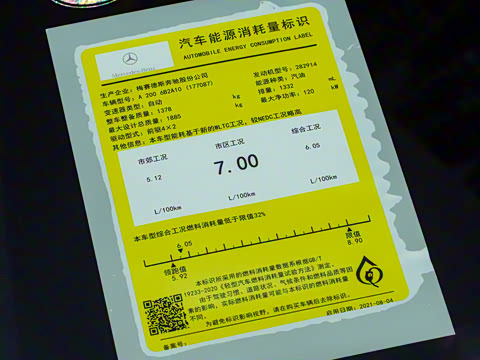 汽车能源消耗量标识
AUTOMOBILE ENERGY CONSUMPTION LABEL
Mercedes-Benz
生产企业：梅赛德斯奔驰股份公司
车辆型号：A 200 6B2A10 (177087)
发动机型号：282914
变速器类型：自动
能源种类：汽油
整车整备质量：1378 kg
排量：1332 mL
最大设计总质量：1885 kg
最大净功率：120 kW
驱动型式：前驱4×2
其他信息：本车型能耗基于新的WLTC工况，较NEDC工况略高
市郊工况
市区工况
综合工况
5.12
7.00
6.05
L/100km
L/100km
L/100km
本车型综合工况燃料消耗量低于限值32%
6.05
领跑值
5.92
限值
8.90
本标识所采用的燃料消耗量数据系根据GB/T
19233-2020《轻型汽车燃料消耗量试验方法》测定。
由于驾驶习惯、道路状况、气候条件和燃料品质等因
素的影响，实际燃料消耗量可能与本标识的燃料消耗量
不同。
为避免标识影响视野，请在购买车辆后去除标识。
备案号：
启用日期：2021-08-04